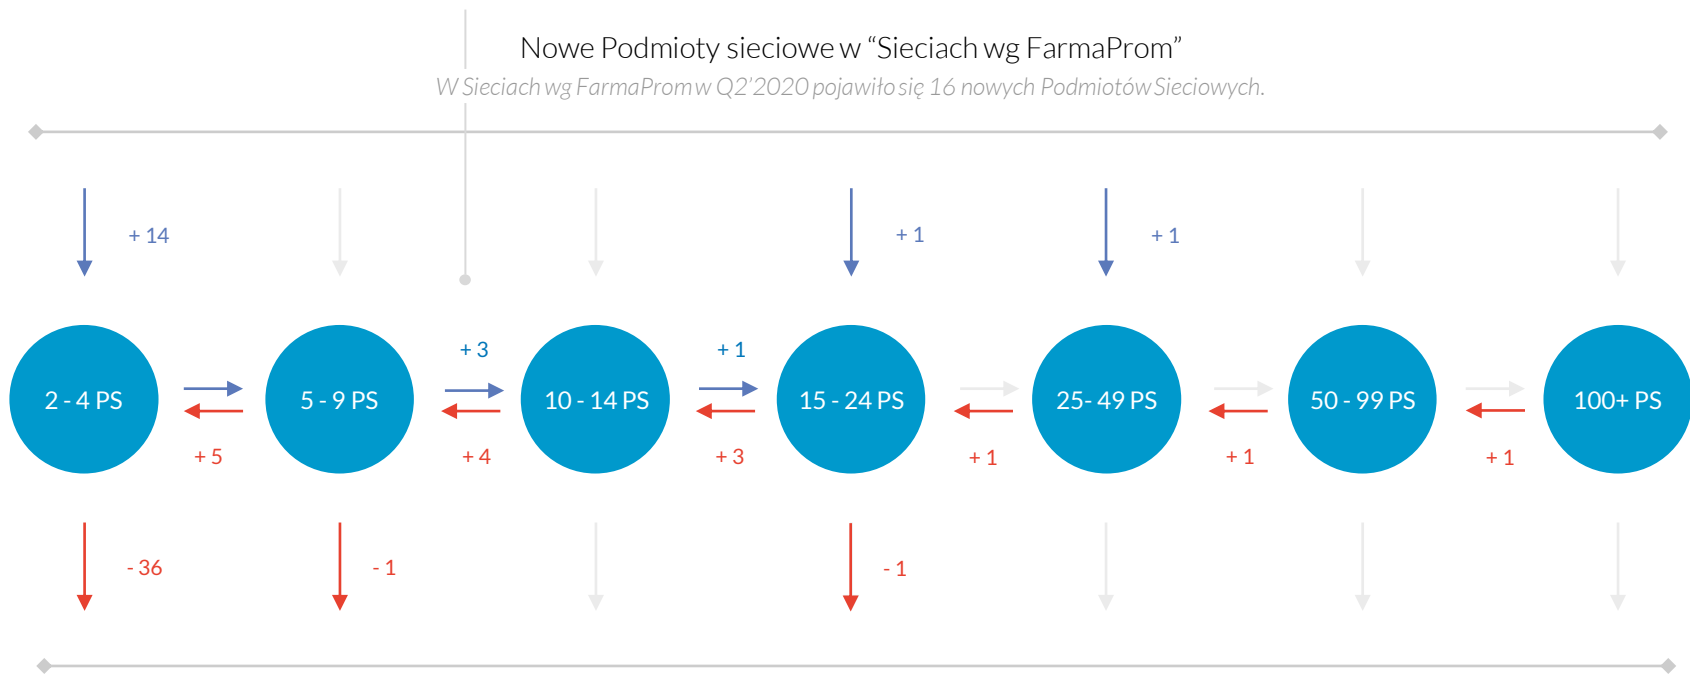 Nowe Podmioty sieciowe w “Sieciach wg FarmaProm”
W Sieciach wg FarmaProm w Q2’2020 pojawiło się 16 nowych Podmiotów Sieciowych.
+ 14
+ 1
+ 1
+ 3
+ 1
2 - 4 PS
5 - 9 PS
10 - 14 PS
15 - 24 PS
25- 49 PS
50 - 99 PS
100+ PS
+ 5
+ 4
+ 3
+ 1
+ 1
+ 1
- 36
- 1
- 1